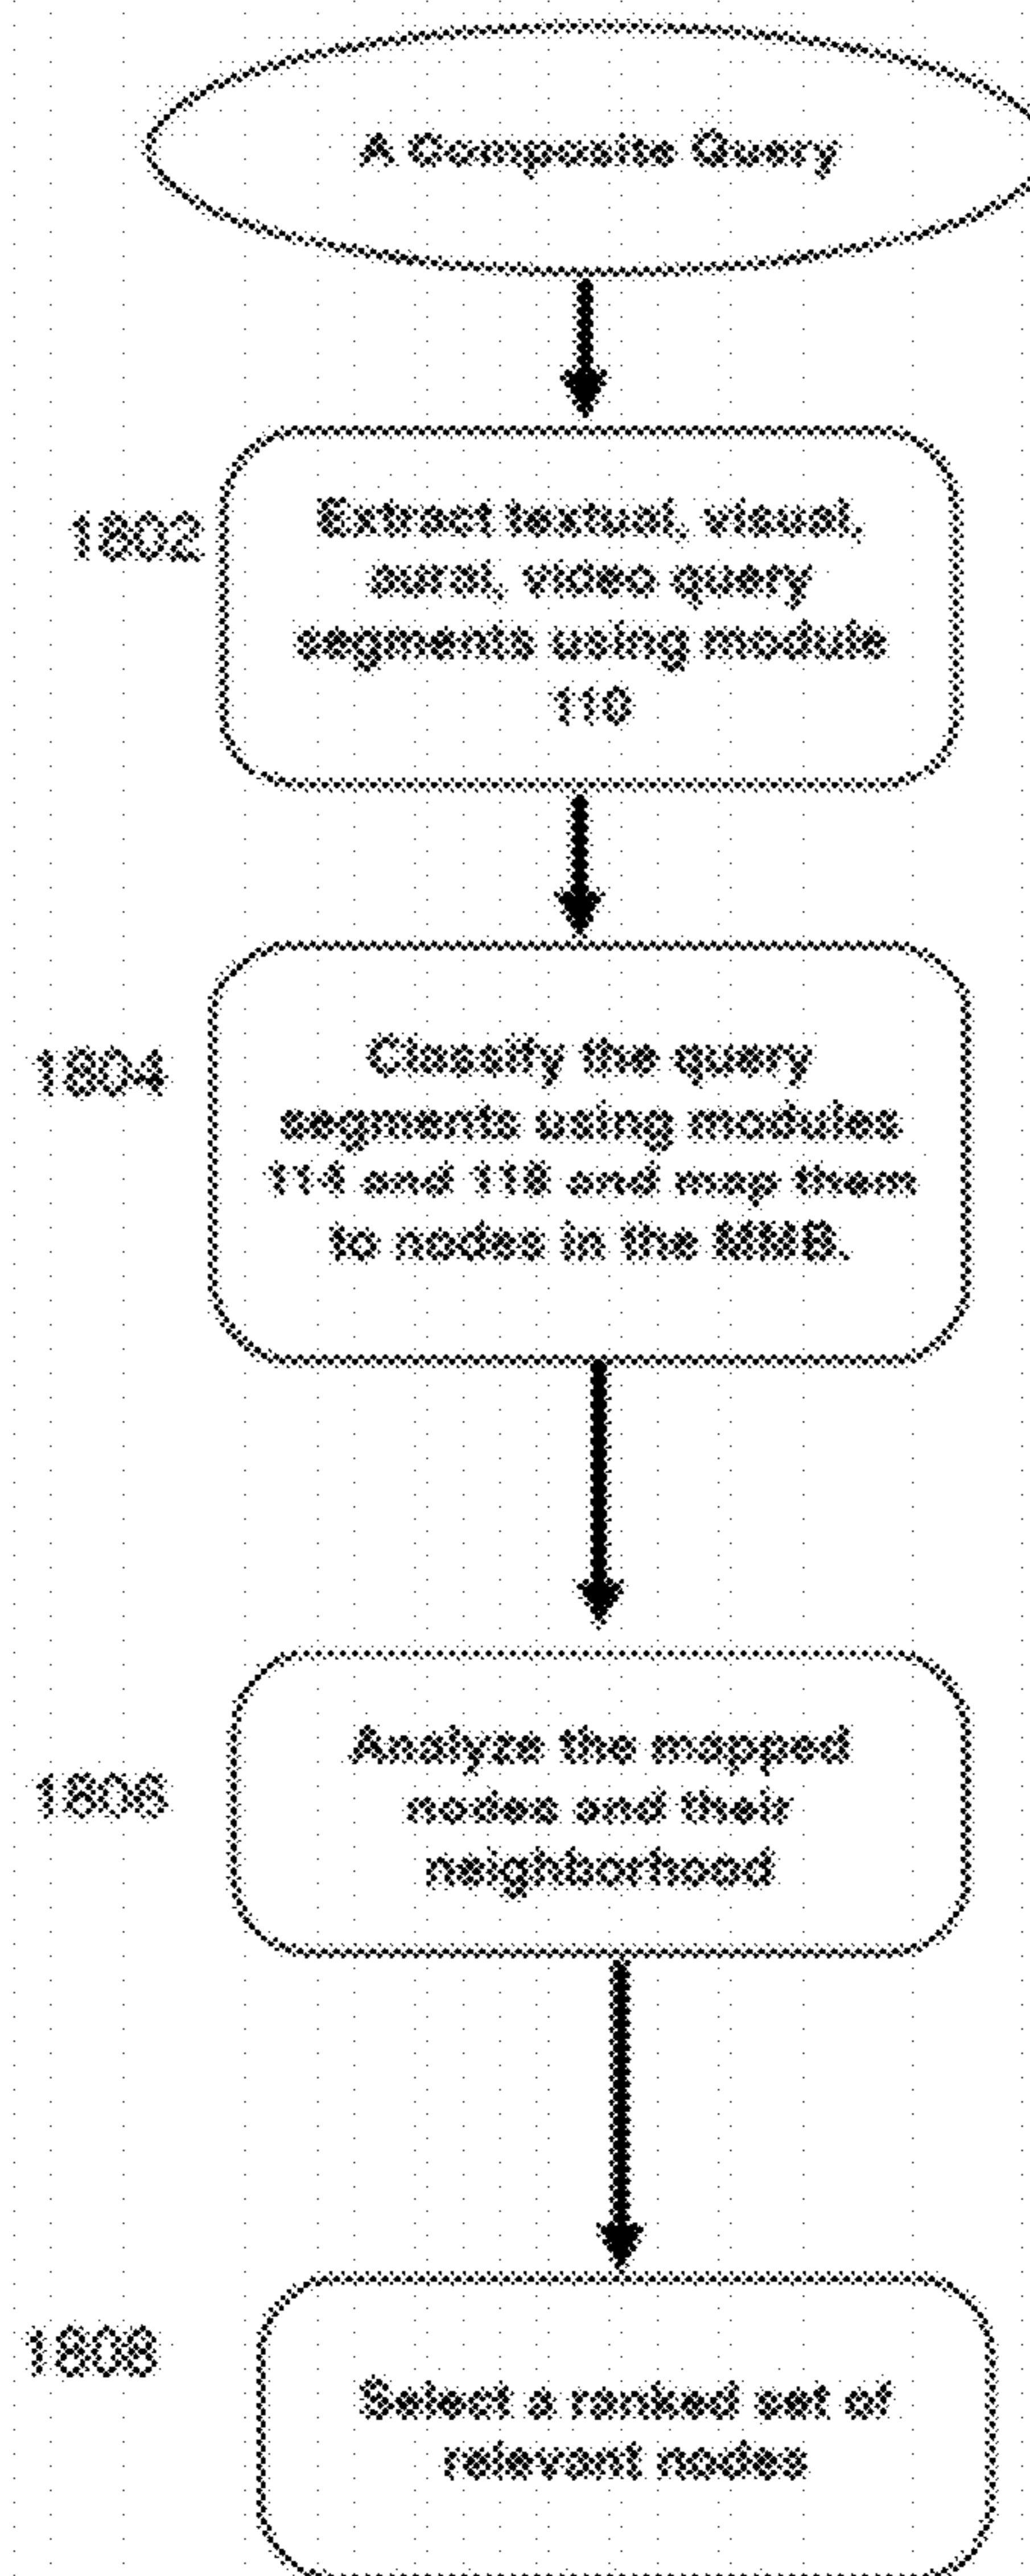 A Composite Query
1802
Extract textual, visual,
aural, video query
segments using module
110
1804
Classify the query
segments using modules
114 and 118 and map them
to nodes in the MMB.
1806
Analyze the mapped
nodes and their
neighborhood
1808
Select a ranked set of
relevant nodes